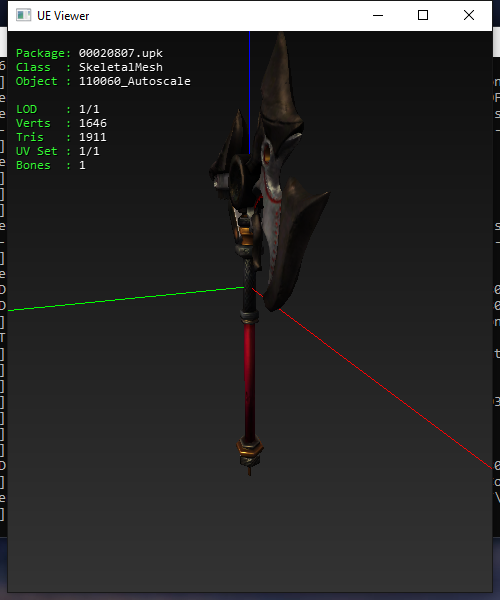 UE Viewer
Package: 00020807.upk
Class : SkeletalMesh
Object : 110060_Autoscale
LOD : 1/1
Verts : 1646
Tris : 1911
UV Set : 1/1
Bones : 1